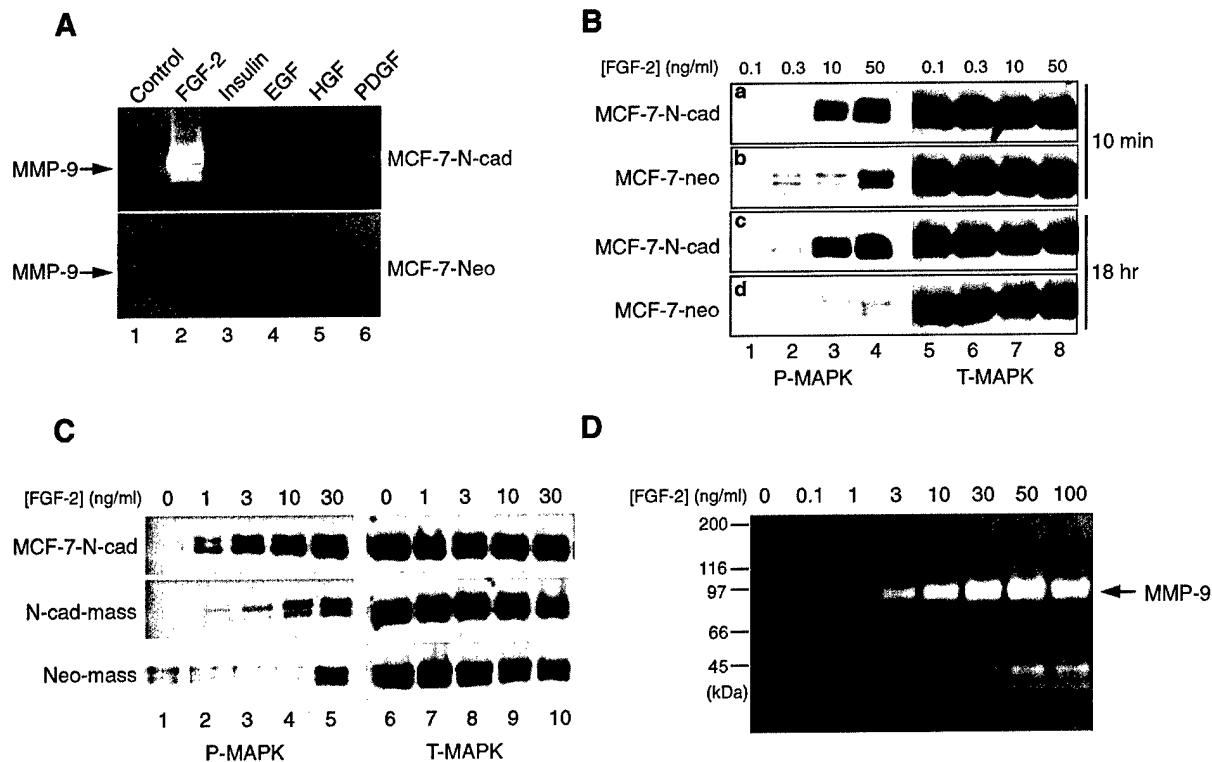 A
Control FGF-2 Insulin EGF HGF PDGF
MMP-9
MCF-7-N-cad
MMP-9
MCF-7-Neo
1 2 3 4 5 6
B
[FGF-2] (ng/ml) 0.1 0.3 10 50 0.1 0.3 10 50
a
MCF-7-N-cad
10 min
b
MCF-7-neo
c
MCF-7-N-cad
18 hr
d
MCF-7-neo
1 2 3 4 5 6 7 8
P-MAPK T-MAPK
C
[FGF-2] (ng/ml) 0 1 3 10 30 0 1 3 10 30
MCF-7-N-cad
N-cad-mass
Neo-mass
1 2 3 4 5 6 7 8 9 10
P-MAPK T-MAPK
D
[FGF-2] (ng/ml) 0 0.1 1 3 10 30 50 100
200
116
97
MMP-9
66
45
(kDa)